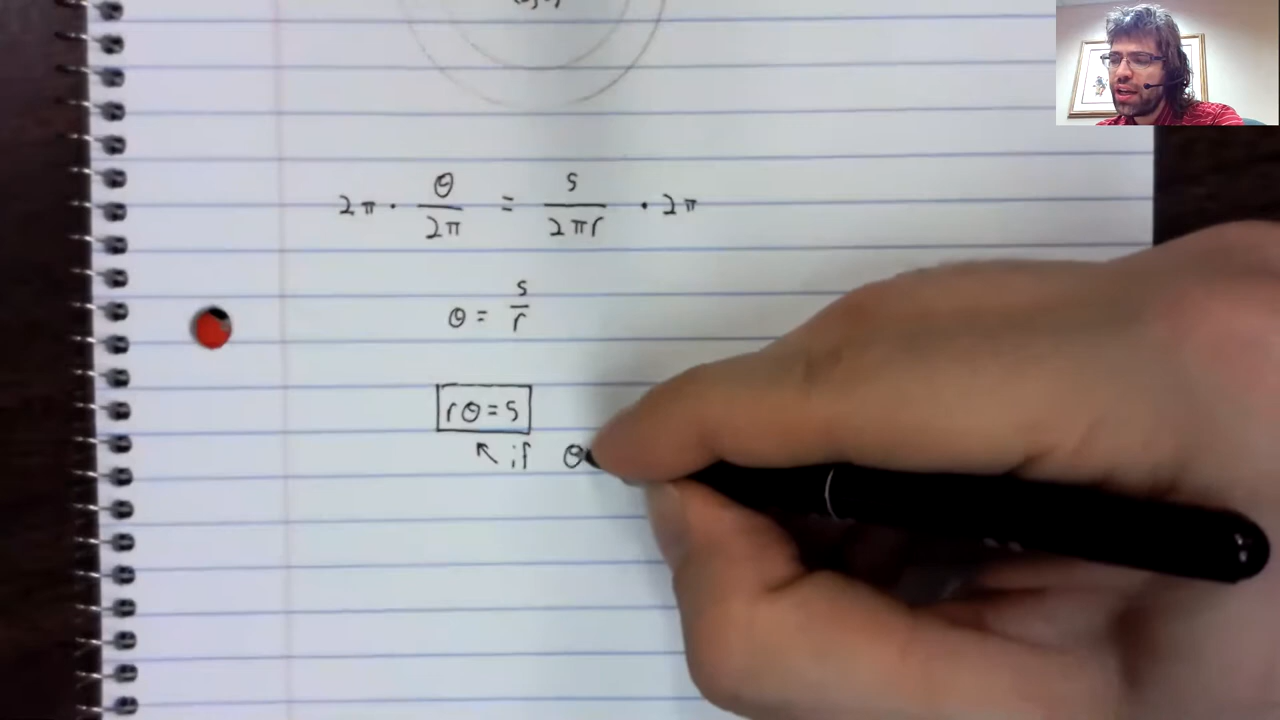 2π · θ/2π = s/2πr · 2π
θ = s/r
rθ = s
↖ if θ